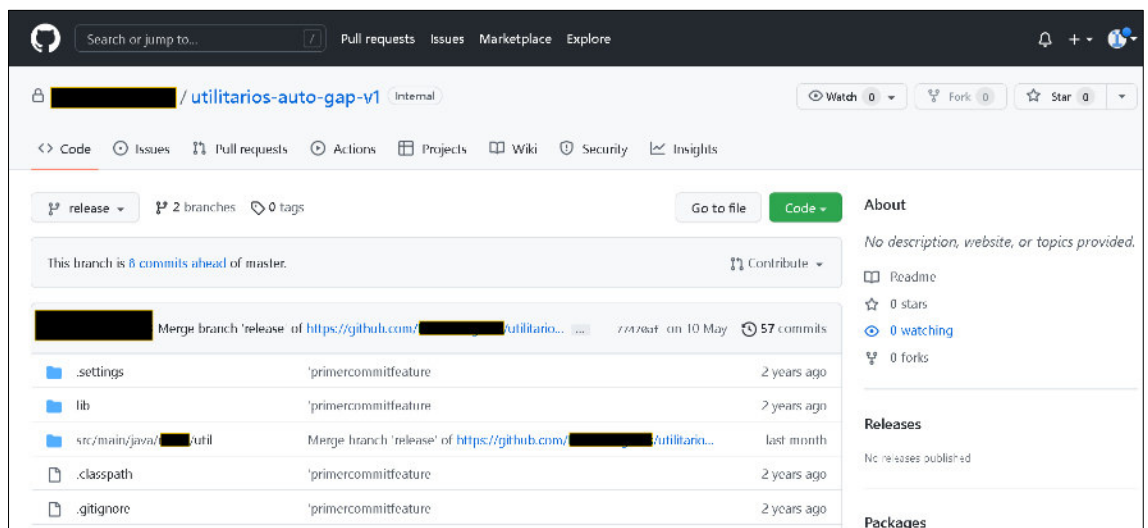 Search or jump to... / Pull requests Issues Marketplace Explore
/ utilitarios-auto-gap-v1 Internal
Watch 0 Fork 0 Star 0
<> Code Issues Pull requests Actions Projects Wiki Security Insights
release 2 branches 0 tags Go to file Code
This branch is 8 commits ahead of master. Contribute
Merge branch 'release' of https://github.com/ /utilitario... ... on 10 May 57 commits
.settings 'primercommitfeature 2 years ago
lib 'primercommitfeature 2 years ago
src/main/java/ /util Merge branch 'release' of https://github.com/ /utilitario... last month
.classpath 'primercommitfeature 2 years ago
.gitignore 'primercommitfeature 2 years ago
About
No description, website, or topics provided.
Readme
0 stars
0 watching
0 forks
Releases
No releases published
Packages